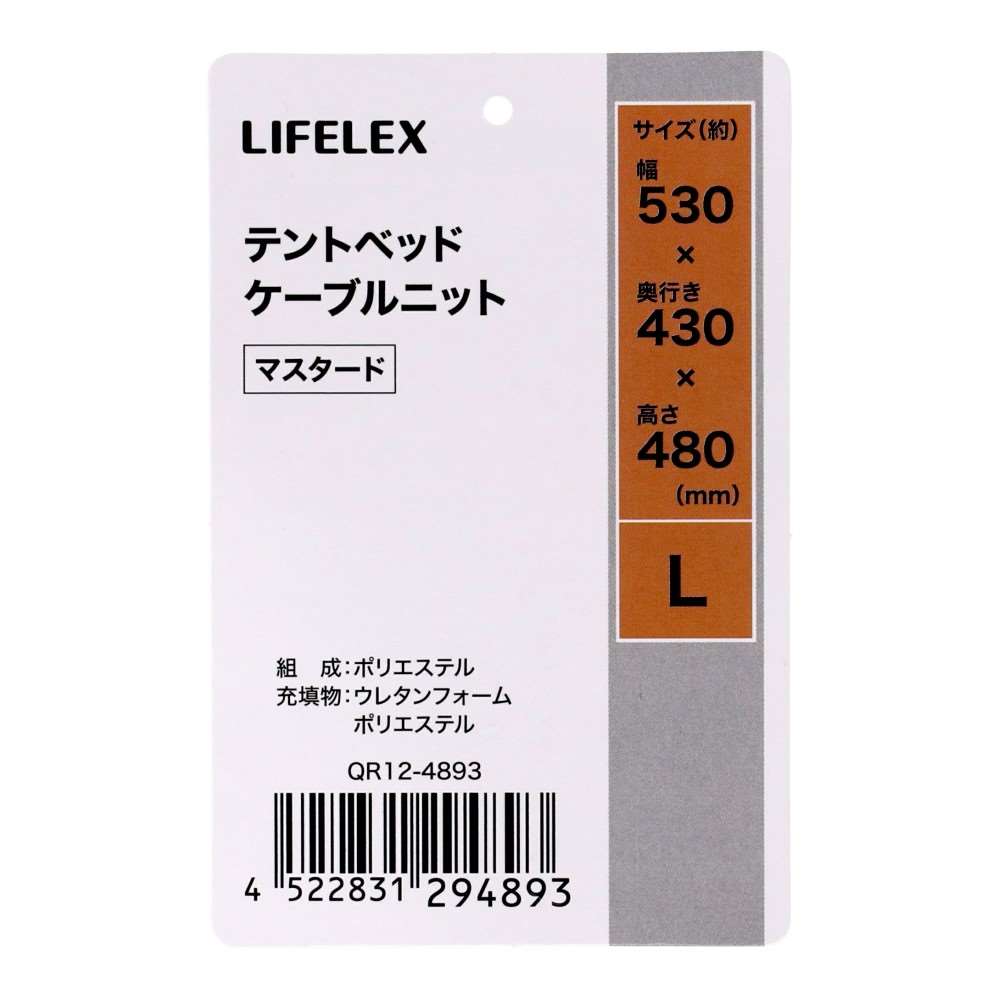 LIFELEX
テントベッド
ケーブルニット
マスタード
サイズ(約)
幅
530
×
奥行き
430
×
高さ
480
(mm)
L
組　成:ポリエステル
充填物:ウレタンフォーム
ポリエステル
QR12-4893
4 522831 294893